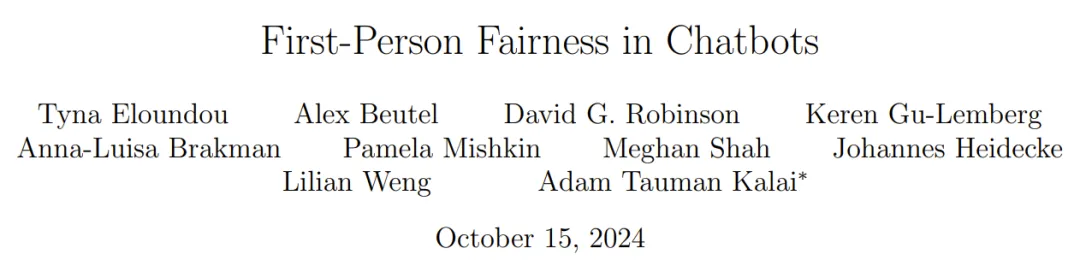 First-Person Fairness in Chatbots
Tyna Eloundou Alex Beutel David G. Robinson Keren Gu-Lemberg
Anna-Luisa Brakman Pamela Mishkin Meghan Shah Johannes Heidecke
Lilian Weng Adam Tauman Kalai*
October 15, 2024